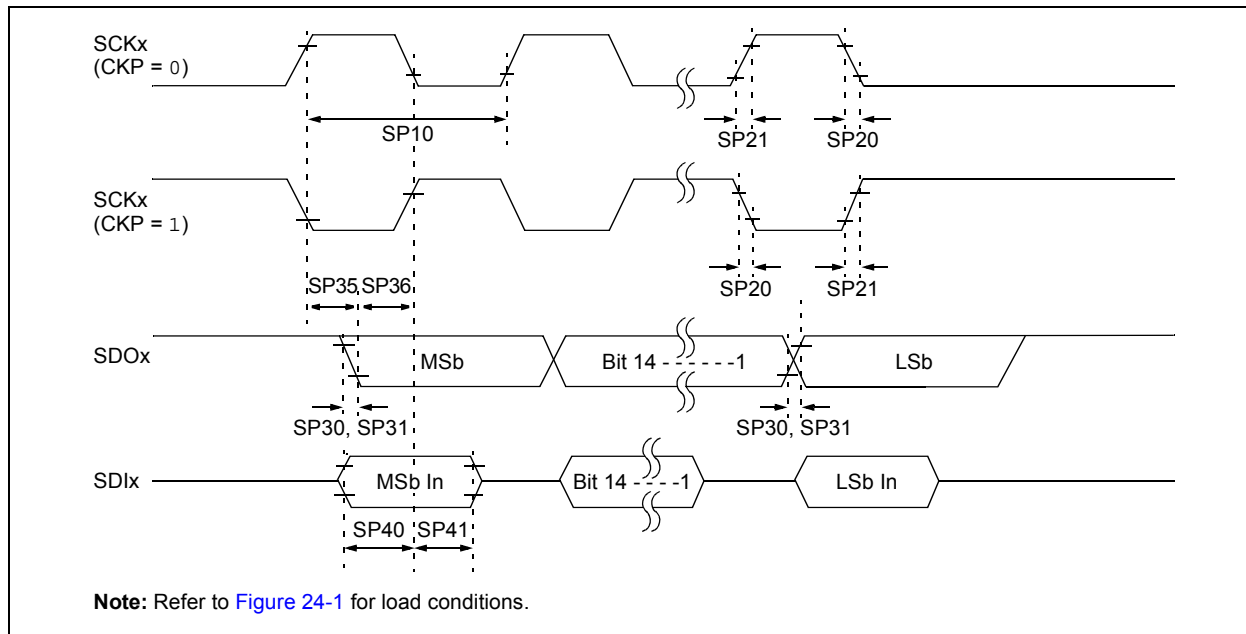 SCKx
(CKP = 0)
SP10
SP21
SP20
SCKx
(CKP = 1)
SP35
SP36
SP20
SP21
SDOx
MSb
Bit 14 - - - - - -1
LSb
SP30, SP31
SP30, SP31
SDIx
MSb In
Bit 14 - - - - -1
LSb In
SP40
SP41
Note: Refer to Figure 24-1 for load conditions.